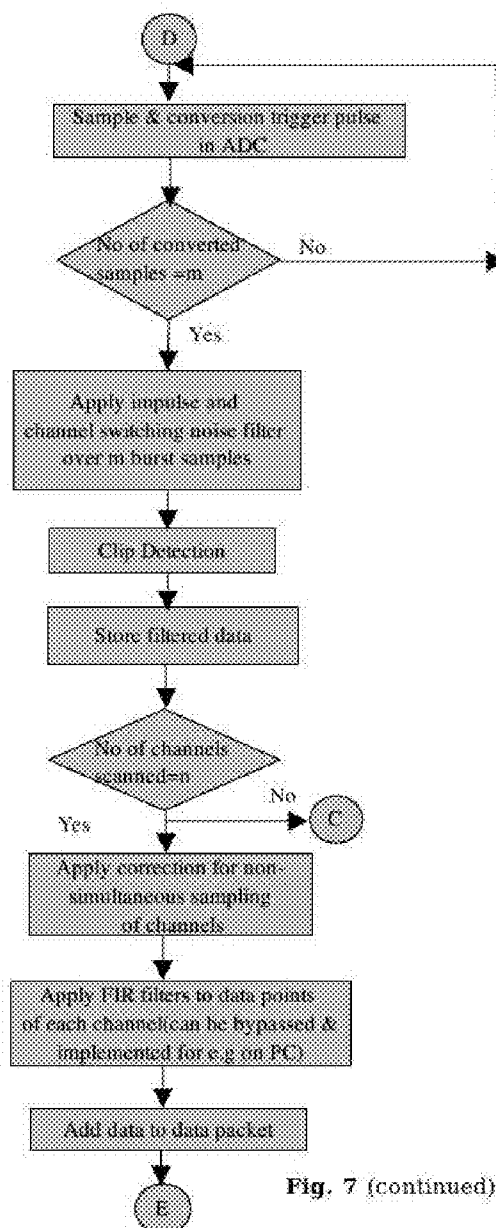 D
Sample & conversion trigger pulse
in ADC
No of converted
samples =m
No
Yes
Apply impulse and
channel switching noise filter
over m burst samples
Clip Detection
Store filtered data
No of channels
scanned=n
No
C
Yes
Apply correction for non-
simultaneous sampling
of channels
Apply FIR filters to data points
of each channel(can be bypassed &
implemented for e.g on PC)
Add data to data packet
E
Fig. 7 (continued)